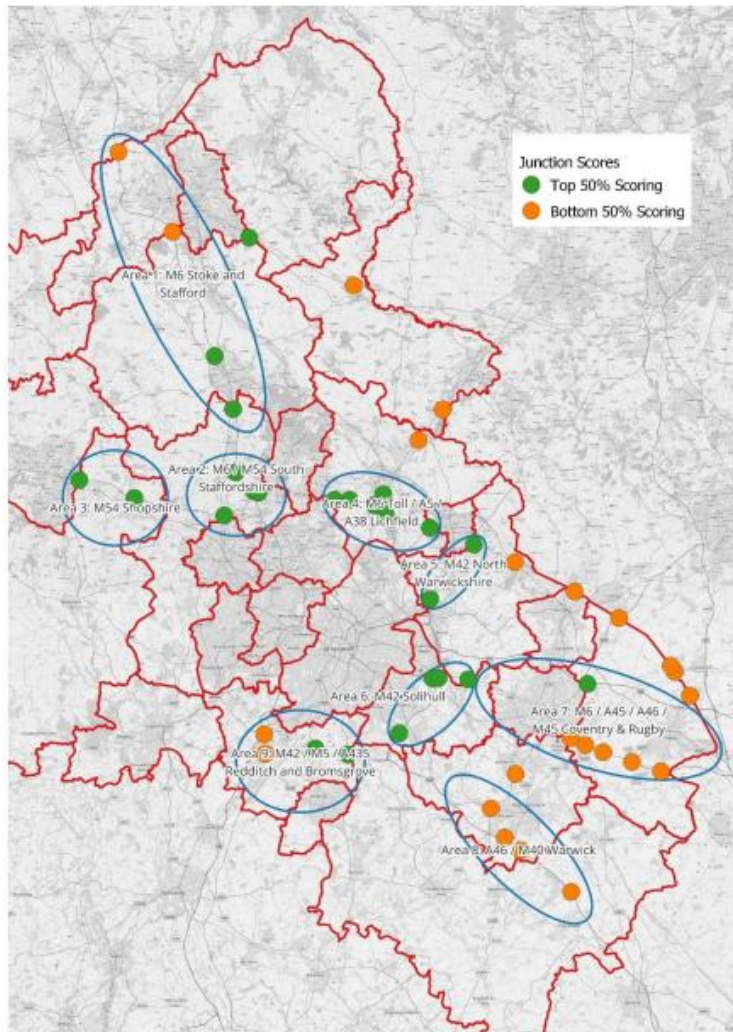 Junction Scores
Top 50% Scoring
Bottom 50% Scoring
Area 1: M6 Stoke and
Stafford
Area 2: M6 / M54 South
Staffordshire
Area 3: M54 Shopshire
Area 4: M6 Toll / A5 /
A38 Lichfield
Area 5: M42 North
Warwickshire
Area 6: M42 Solihull
Area 7: M6 / A45 / A46 /
M45 Coventry & Rugby
Area 9: M42 / M5 / A435
Redditch and Bromsgrove
Area 8: A46 / M40 Warwick